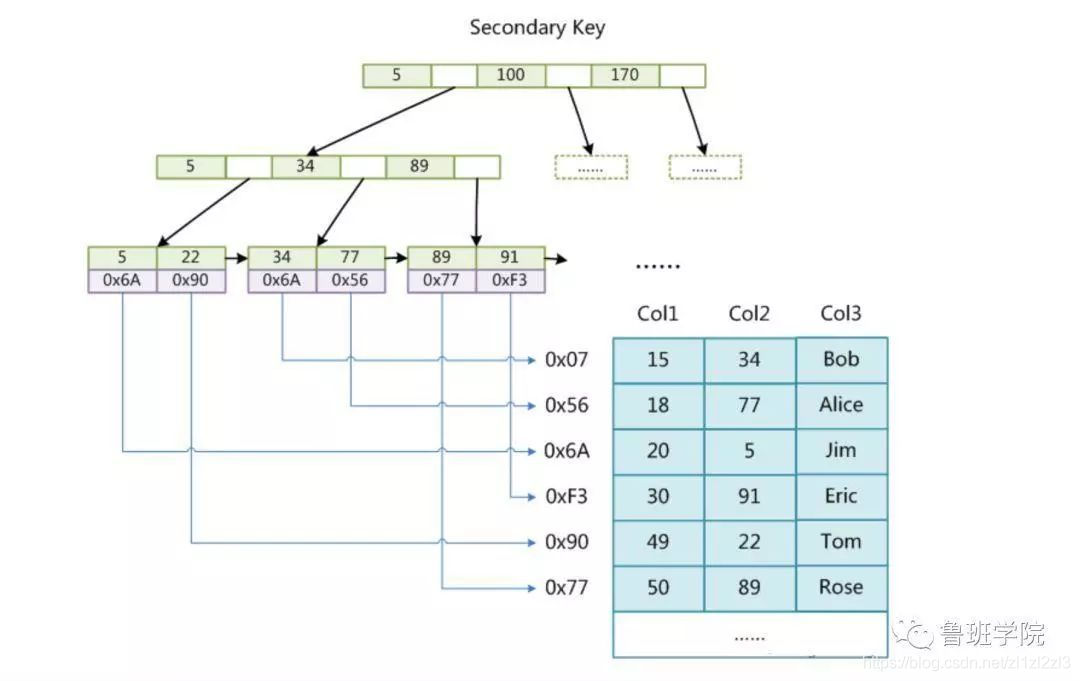 Secondary Key
5 100 170
5 34 89
...... ......
5 22 34 77 89 91
0x6A 0x90 0x6A 0x56 0x77 0xF3
......
Col1 Col2 Col3
0x07 15 34 Bob
0x56 18 77 Alice
0x6A 20 5 Jim
0xF3 30 91 Eric
0x90 49 22 Tom
0x77 50 89 Rose
......
鲁班学院
https://blog.csdn.net/zl1zl2zl3